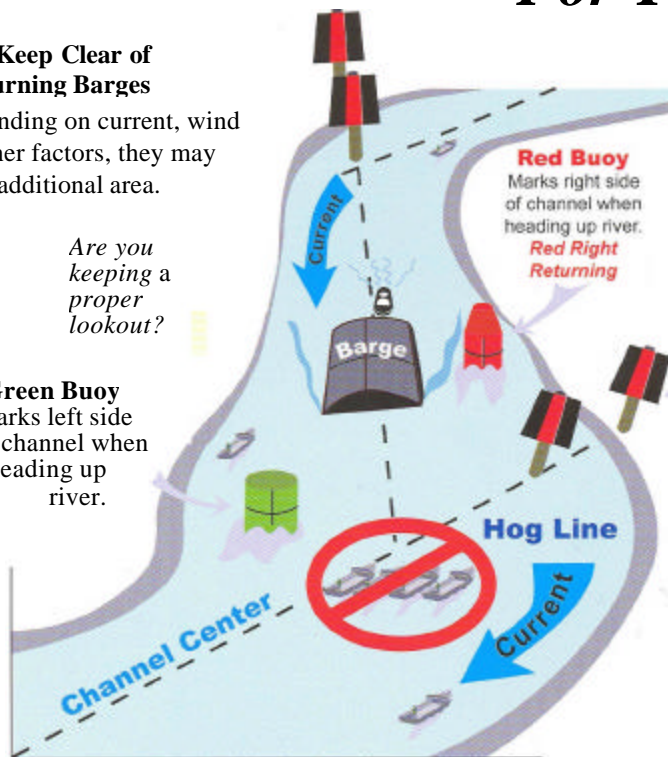 Keep Clear of
urning Barges
nding on current, wind
her factors, they may
additional area.
Are you
keeping a
proper
lookout?
Green Buoy
arks left side
channel when
eading up
river.
Current
Barge
Red Buoy
Marks right side
of channel when
heading up river.
Red Right
Returning
Hog Line
Current
Channel Center